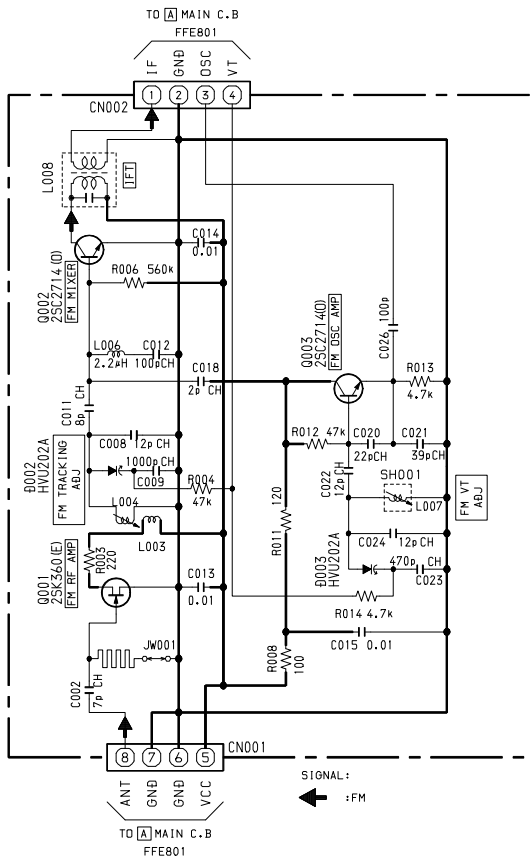 TO A MAIN C.B
FFE801
IF
GND
OSC
VT
1 2 3 4
CN002
L008
IFT
C014
0.01
R006 560k
Q002
2SC2714(O)
FM MIXER
L006
2.2μH
C012
100pCH
C018
2p CH
Q003
2SC2714(O)
FM OSC AMP
C026 100p
R013
4.7k
C011
8p CH
C008 12pCH
1000pCH
C009
R004
47k
D002
HVU202A
FM TRACKING
ADJ
L004
L003
R012 47k
C020
22pCH
C021
39pCH
C022
12pCH
SH001
L007
FM VT
ADJ
120
R011
C024 12pCH
D003
HVU202A
470p CH
C023
R014 4.7k
R003
220
Q001
2SK360(E)
FM RF AMP
C013
0.01
C015 0.01
R008
100
JW001
C002
7p CH
8 7 6 5
CN001
ANT
GND
GND
VCC
TO A MAIN C.B
FFE801
SIGNAL:
:FM